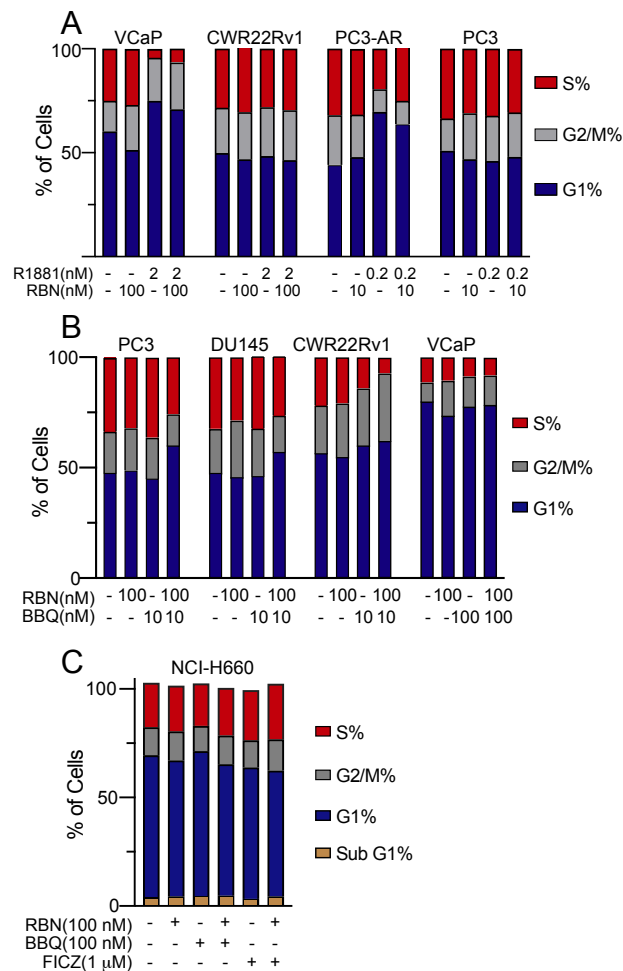 A
VCaP CWR22Rv1 PC3-AR PC3
100
50
% of Cells
S%
G2/M%
G1%
R1881(nM) - - 2 2 - - 2 2 - - 0.2 0.2 - - 0.2 0.2
RBN(nM) - 100 - 100 - 100 - 100 - 10 - 10 - 10 - 10
B
PC3 DU145 CWR22Rv1 VCaP
100
50
0
% of Cells
S%
G2/M%
G1%
RBN(nM) - 100 - 100 - 100 - 100 - 100 - 100 - 100 - 100
BBQ(nM) - - 10 10 - - 10 10 - - 10 10 - - 100 100
C
NCI-H660
100
50
0
% of Cells
S%
G2/M%
G1%
Sub G1%
RBN(100 nM) - + - + - +
BBQ(100 nM) - - + + - -
FICZ(1 μM) - - - - + +